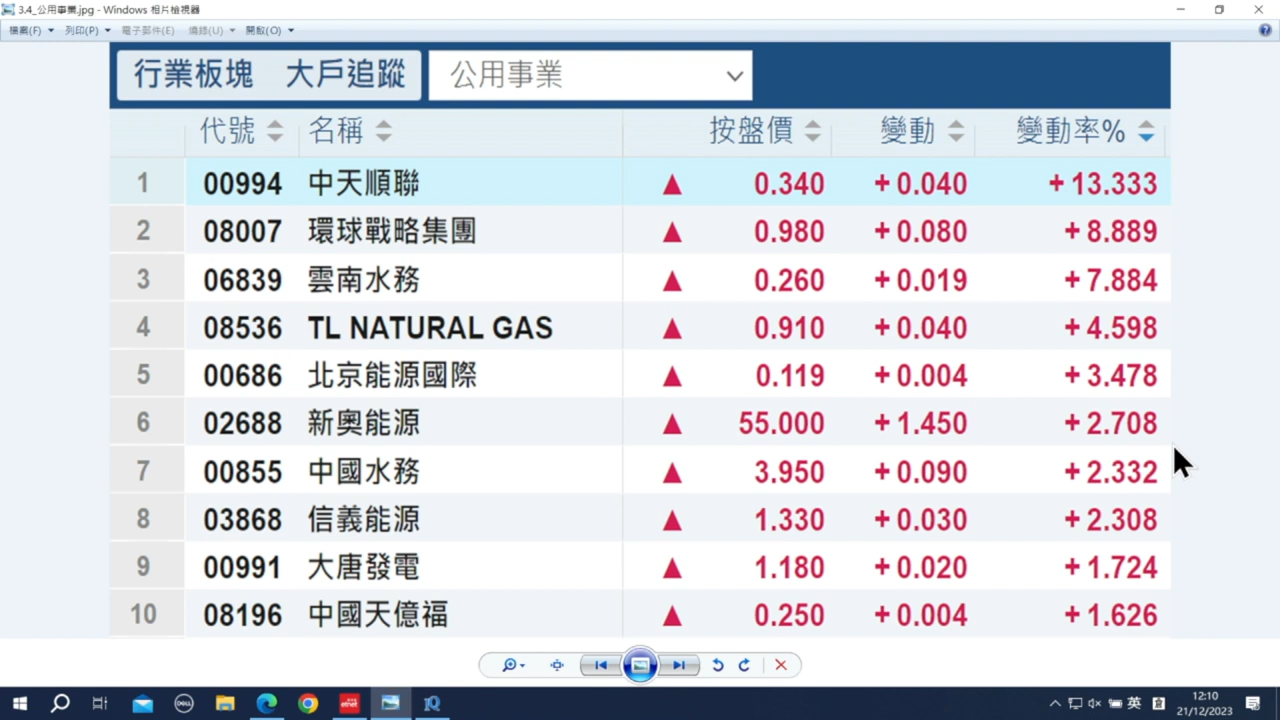 3.4_公用事業.jpg - Windows 相片檢視器
檔案(F) 列印(P) 電子郵件(E) 燒錄(U) 開啟(O)
行業板塊 大戶追蹤 公用事業
代號 名稱 按盤價 變動 變動率%
1 00994 中天順聯 ▲ 0.340 +0.040 +13.333
2 08007 環球戰略集團 ▲ 0.980 +0.080 +8.889
3 06839 雲南水務 ▲ 0.260 +0.019 +7.884
4 08536 TL NATURAL GAS ▲ 0.910 +0.040 +4.598
5 00686 北京能源國際 ▲ 0.119 +0.004 +3.478
6 02688 新奧能源 ▲ 55.000 +1.450 +2.708
7 00855 中國水務 ▲ 3.950 +0.090 +2.332
8 03868 信義能源 ▲ 1.330 +0.030 +2.308
9 00991 大唐發電 ▲ 1.180 +0.020 +1.724
10 08196 中國天億福 ▲ 0.250 +0.004 +1.626
DELL etnet IQ 英 12:10
21/12/2023